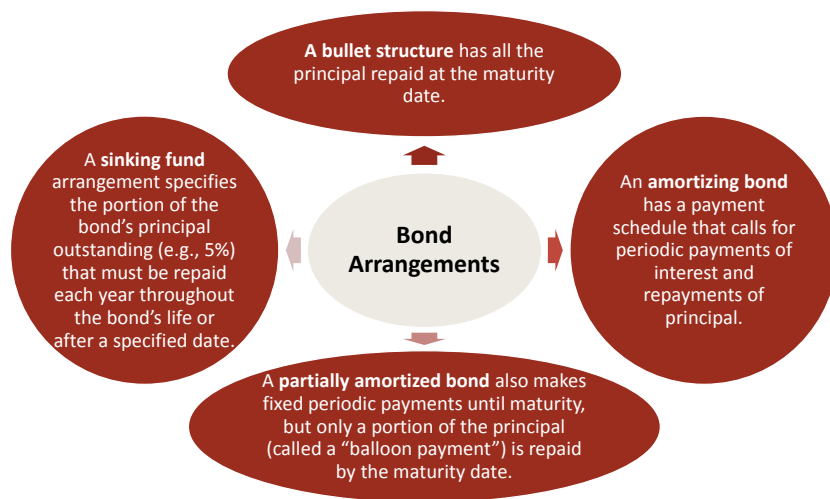 A bullet structure has all the
principal repaid at the maturity
date.
A sinking fund
arrangement specifies
the portion of the
bond’s principal
outstanding (e.g., 5%)
that must be repaid
each year throughout
the bond’s life or
after a specified date.
Bond
Arrangements
An amortizing bond
has a payment
schedule that calls for
periodic payments of
interest and
repayments of
principal.
A partially amortized bond also makes
fixed periodic payments until maturity,
but only a portion of the principal
(called a “balloon payment”) is repaid
by the maturity date.